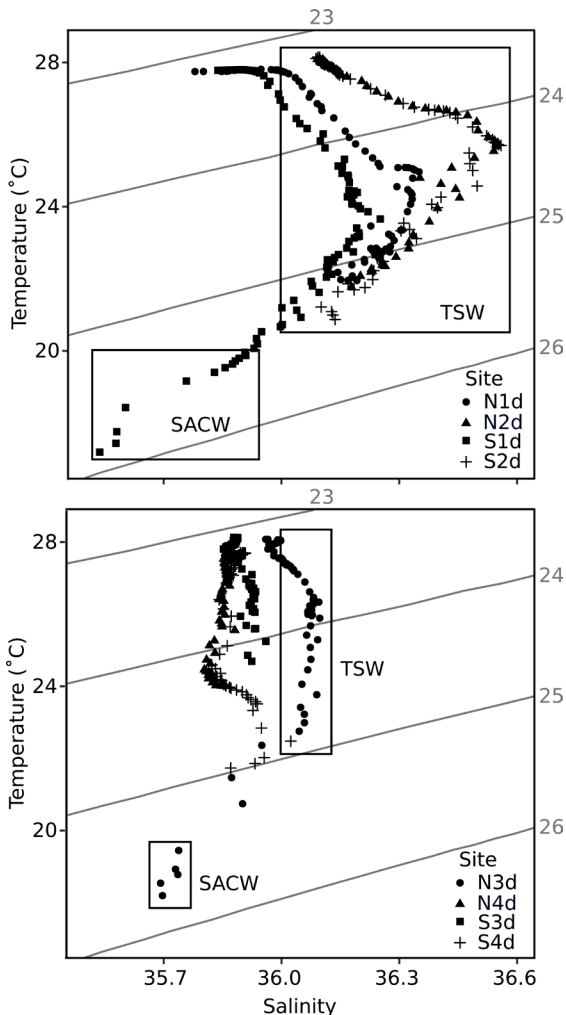 23
28
24
24
25
20
26
Temperature (˚C)
TSW
SACW
Site
N1d
N2d
S1d
S2d
23
28
24
24
25
20
26
Temperature (˚C)
TSW
SACW
Site
N3d
N4d
S3d
S4d
35.7 36.0 36.3 36.6
Salinity